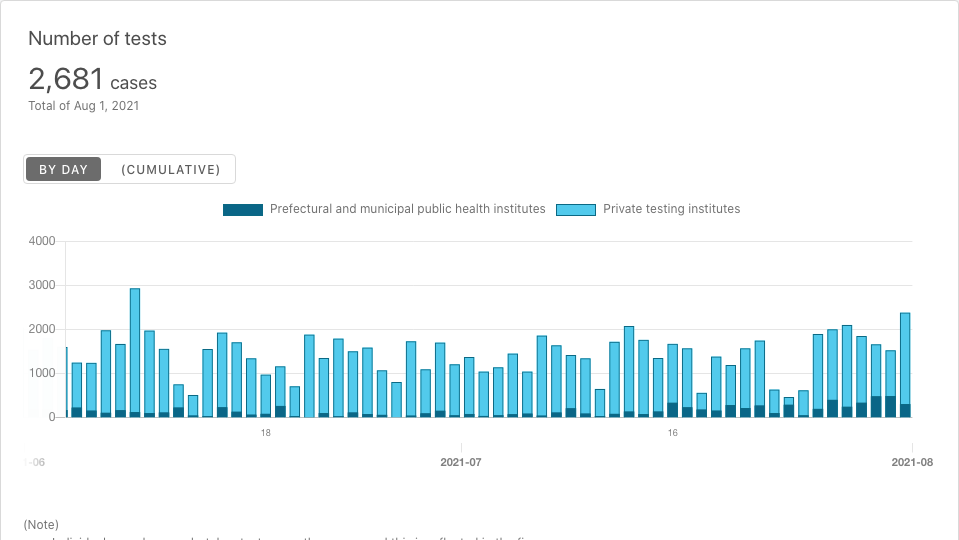 Number of tests
2,681 cases
Total of Aug 1, 2021
BY DAY (CUMULATIVE)
Prefectural and municipal public health institutes Private testing institutes
4000
3000
2000
1000
0
18 16
-06 2021-07 2021-08
(Note)